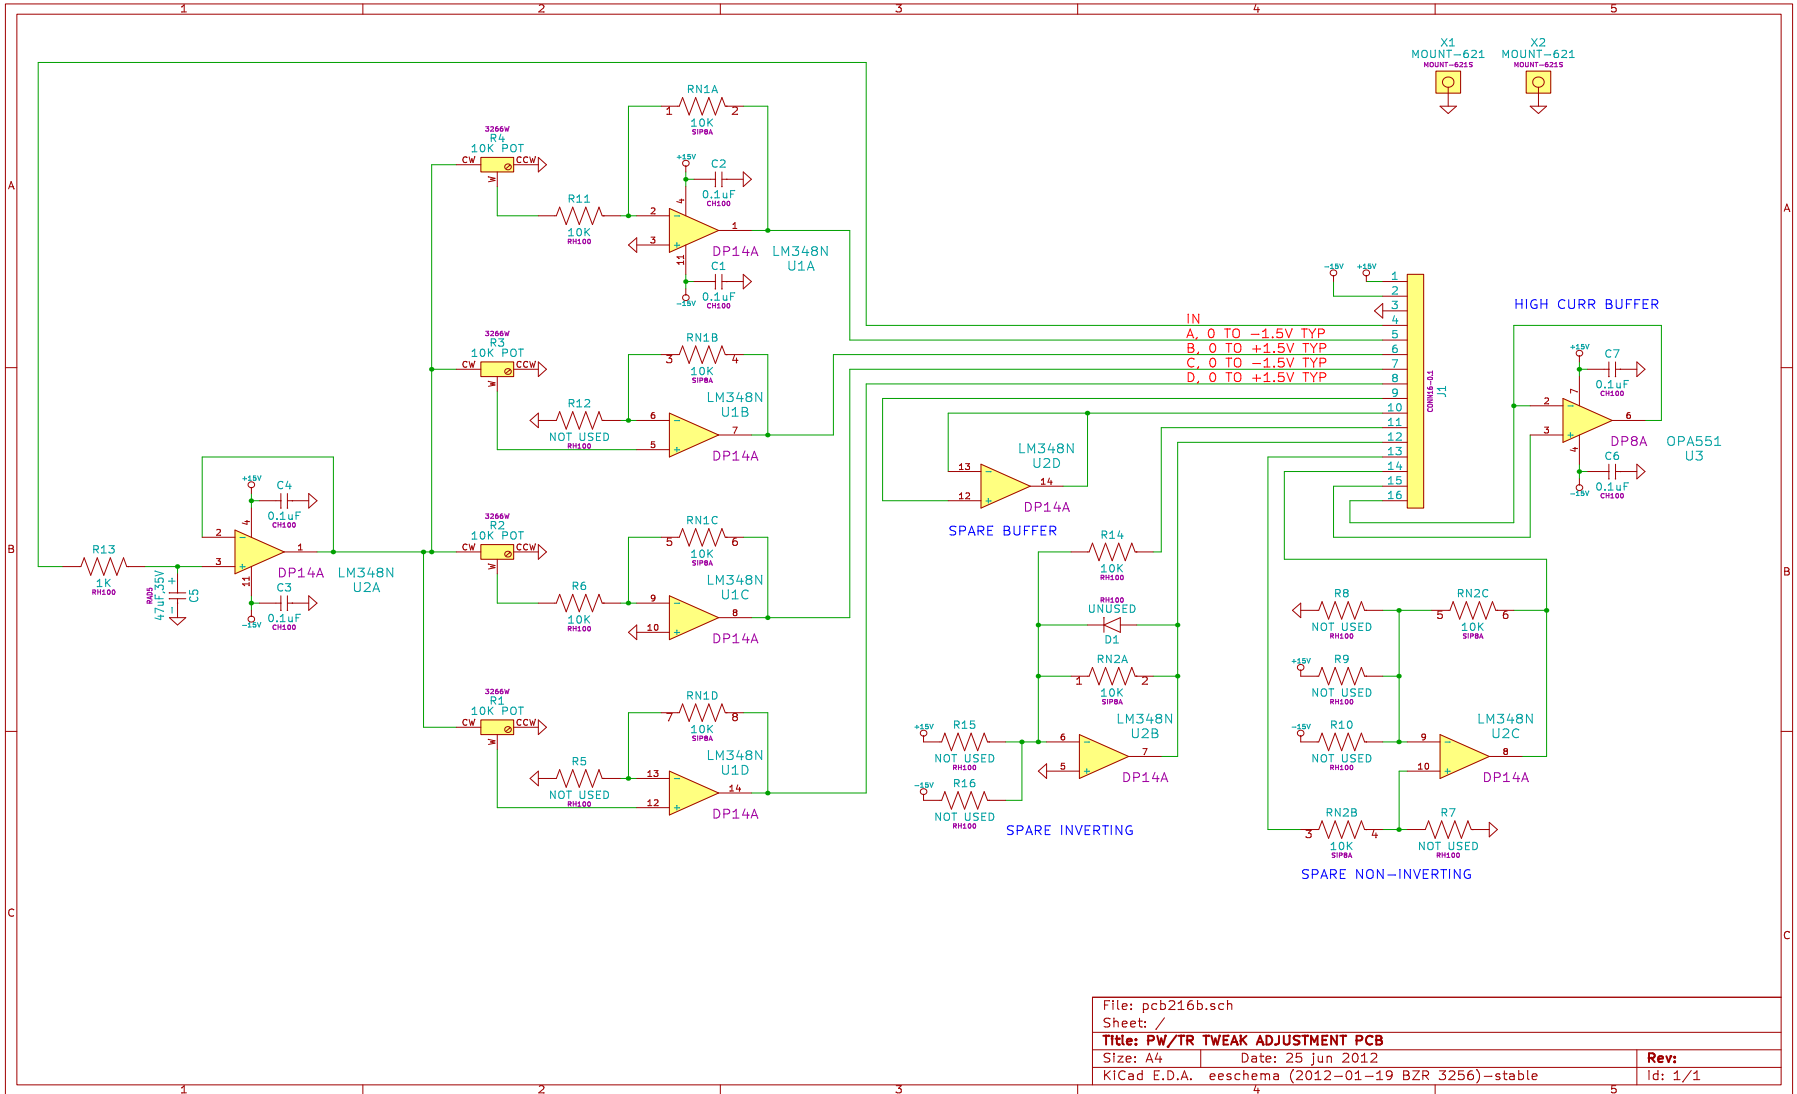 1 2 3 4 5
X1
MOUNT-621
MOUNT-621S
X2
MOUNT-621
MOUNT-621S
A
A
RN1A
1 2
10K
SIP8A
3266W
R4
10K POT
CW CCW
W
R11
10K
RH100
+15V
C2
0.1uF
CH100
4
2 -
3 +
1
11
DP14A
LM348N
U1A
C1
0.1uF
CH100
-15V
3266W
R3
10K POT
CW CCW
W
RN1B
3 4
10K
SIP8A
R12
NOT USED
RH100
LM348N
U1B
6 -
5 +
7
DP14A
3266W
R2
10K POT
CW CCW
W
RN1C
5 6
10K
SIP8A
R6
10K
RH100
LM348N
U1C
9 -
10 +
8
DP14A
3266W
R1
10K POT
CW CCW
W
RN1D
7 8
10K
SIP8A
R5
NOT USED
RH100
LM348N
U1D
13 -
12 +
14
DP14A
R13
1K
RH100
RAD5
47uF,35V
+
-
C5
+15V
C4
0.1uF
CH100
4
2 -
3 +
1
11
DP14A
LM348N
U2A
C3
0.1uF
CH100
-15V
IN
A, 0 TO -1.5V TYP
B, 0 TO +1.5V TYP
C, 0 TO -1.5V TYP
D, 0 TO +1.5V TYP
-15V +15V
1
2
3
4
5
6
7
8
9
10
11
12
13
14
15
16
CONN16-0.1
J1
HIGH CURR BUFFER
+15V
C7
0.1uF
CH100
7
2 -
3 +
6
4
DP8A
OPA551
U3
C6
0.1uF
CH100
-15V
LM348N
U2D
13 -
12 +
14
DP14A
SPARE BUFFER
R14
10K
RH100
RH100
UNUSED
D1
RN2A
1 2
10K
SIP8A
+15V
R15
NOT USED
RH100
-15V
R16
NOT USED
RH100
LM348N
U2B
6 -
5 +
7
DP14A
SPARE INVERTING
R8
NOT USED
RH100
RN2C
5 6
10K
SIP8A
+15V
R9
NOT USED
RH100
-15V
R10
NOT USED
RH100
LM348N
U2C
9 -
10 +
8
DP14A
RN2B
3 4
10K
SIP8A
R7
NOT USED
RH100
SPARE NON-INVERTING
B
B
C
C
File: pcb216b.sch
Sheet: /
Title: PW/TR TWEAK ADJUSTMENT PCB
Size: A4 Date: 25 jun 2012 Rev:
KiCad E.D.A. eeschema (2012-01-19 BZR 3256)-stable Id: 1/1
1 2 3 4 5